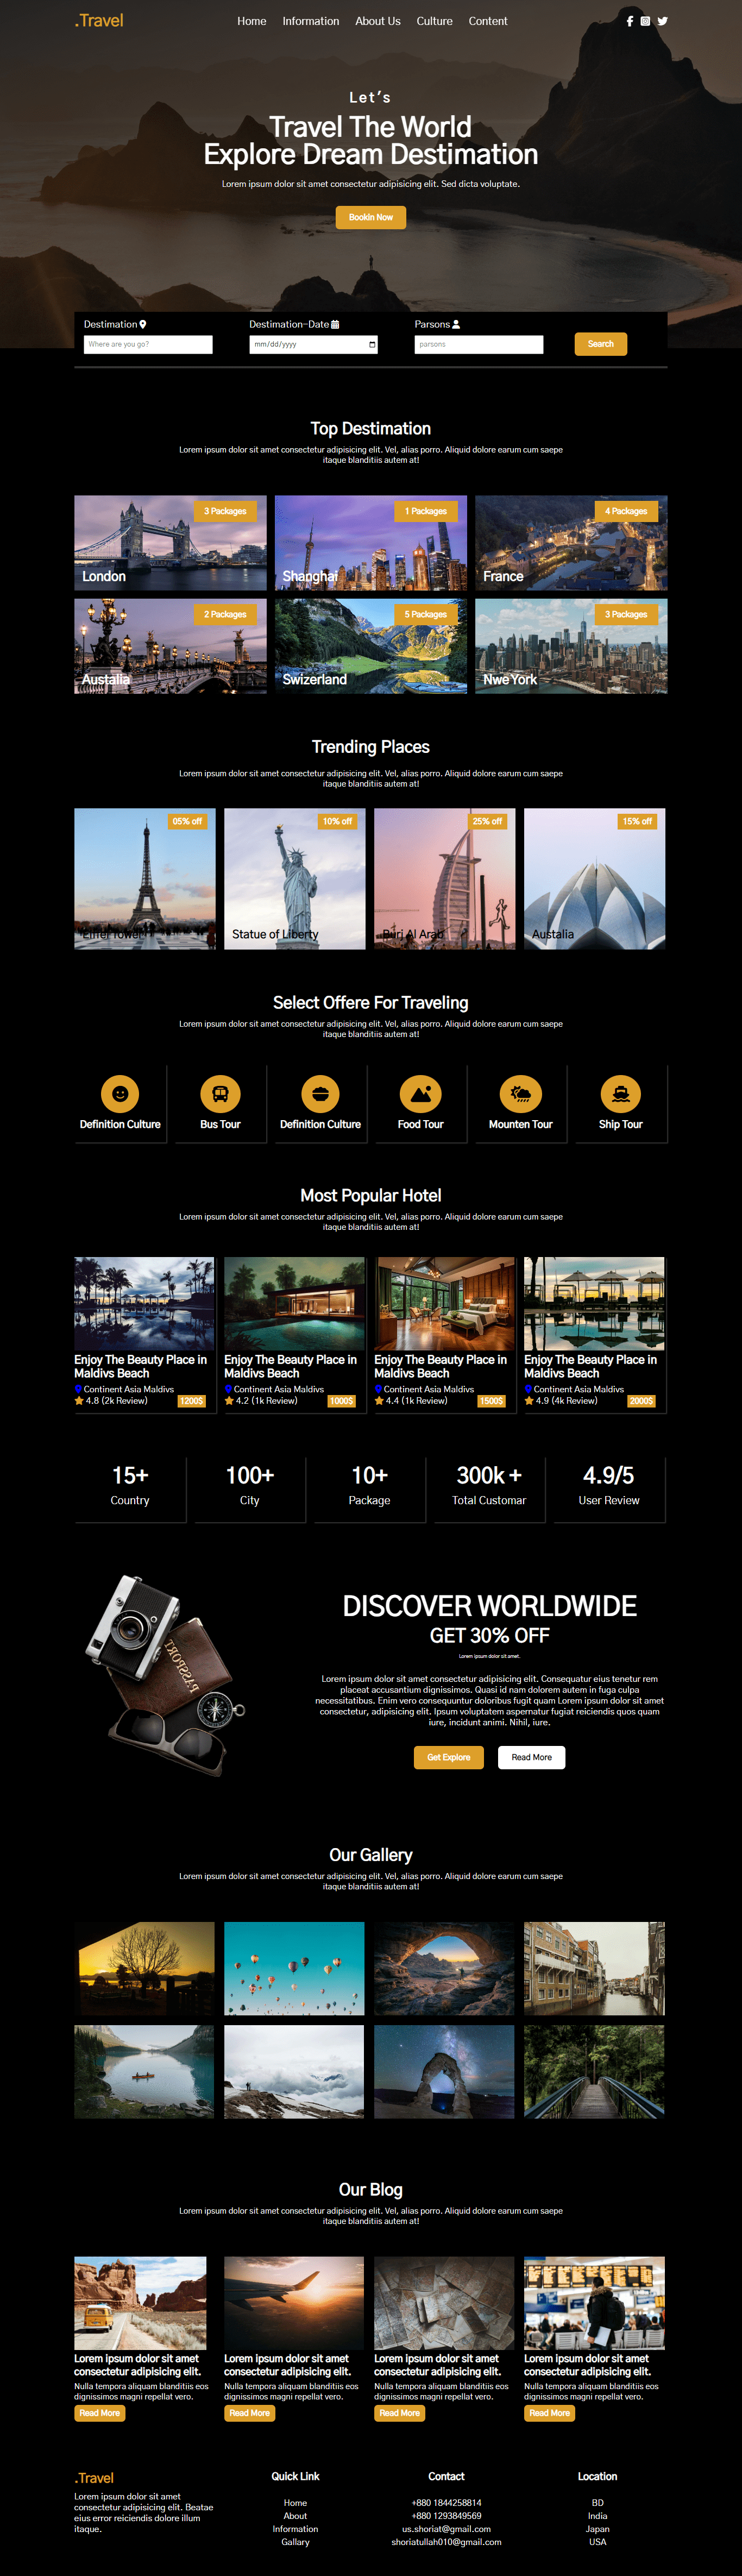 .Travel
Home Information About Us Culture Content
Let's
Travel The World
Explore Dream Destination
Lorem ipsum dolor sit amet consectetur adipisicing elit. Sed dicta voluptate.
Bookin Now
Destination Destination-Date Parsons
Where are you go? mm/dd/yyyy parsons Search
Top Destination
Lorem ipsum dolor sit amet consectetur adipisicing elit. Vel, alias porro. Aliquid dolore earum cum saepe
itaque blanditiis autem at!
3 Packages 1 Packages 4 Packages
London Shanghai France
2 Packages 5 Packages 3 Packages
Austalia Swizerland Nwe York
Trending Places
Lorem ipsum dolor sit amet consectetur adipisicing elit. Vel, alias porro. Aliquid dolore earum cum saepe
itaque blanditiis autem at!
05% off 10% off 25% off 15% off
Eiffel Tower Statue of Liberty Burj Al Arab Austalia
Select Offere For Traveling
Lorem ipsum dolor sit amet consectetur adipisicing elit. Vel, alias porro. Aliquid dolore earum cum saepe
itaque blanditiis autem at!
Definition Culture Bus Tour Definition Culture Food Tour Mounten Tour Ship Tour
Most Popular Hotel
Lorem ipsum dolor sit amet consectetur adipisicing elit. Vel, alias porro. Aliquid dolore earum cum saepe
itaque blanditiis autem at!
Enjoy The Beauty Place in Enjoy The Beauty Place in Enjoy The Beauty Place in Enjoy The Beauty Place in
Maldivs Beach Maldivs Beach Maldivs Beach Maldivs Beach
Continent Asia Maldivs Continent Asia Maldivs Continent Asia Maldivs Continent Asia Maldivs
4.8 (2k Review) 1200$ 4.2 (1k Review) 1000$ 4.4 (1k Review) 1500$ 4.9 (4k Review) 2000$
15+ 100+ 10+ 300k + 4.9/5
Country City Package Total Customar User Review
PASSPORT
DISCOVER WORLDWIDE
GET 30% OFF
Lorem ipsum dolor sit amet.
Lorem ipsum dolor sit amet consectetur adipisicing elit. Consequatur eius tenetur rem
placeat accusantium dignissimos. Quasi id nam dolorem autem in fuga culpa
necessitatibus. Enim vero consequuntur doloribus fugit quam Lorem ipsum dolor sit amet
consectetur, adipisicing elit. Ipsum voluptatem aspernatur fugiat reiciendis quos quam
iure, incidunt animi. Nihil, iure.
Get Explore Read More
Our Gallery
Lorem ipsum dolor sit amet consectetur adipisicing elit. Vel, alias porro. Aliquid dolore earum cum saepe
itaque blanditiis autem at!
Our Blog
Lorem ipsum dolor sit amet consectetur adipisicing elit. Vel, alias porro. Aliquid dolore earum cum saepe
itaque blanditiis autem at!
Lorem ipsum dolor sit amet Lorem ipsum dolor sit amet Lorem ipsum dolor sit amet Lorem ipsum dolor sit amet
consectetur adipisicing elit. consectetur adipisicing elit. consectetur adipisicing elit. consectetur adipisicing elit.
Nulla tempora aliquam blanditiis eos Nulla tempora aliquam blanditiis eos Nulla tempora aliquam blanditiis eos Nulla tempora aliquam blanditiis eos
dignissimos magni repellat vero. dignissimos magni repellat vero. dignissimos magni repellat vero. dignissimos magni repellat vero.
Read More Read More Read More Read More
.Travel
Lorem ipsum dolor sit amet
consectetur adipisicing elit. Beatae
eius error reiciendis dolore illum
itaque.
Quick Link
Home
About
Information
Gallary
Contact
+880 1844258814
+880 1293849569
us.shoriat@gmail.com
shoriatullah010@gmail.com
Location
BD
India
Japan
USA